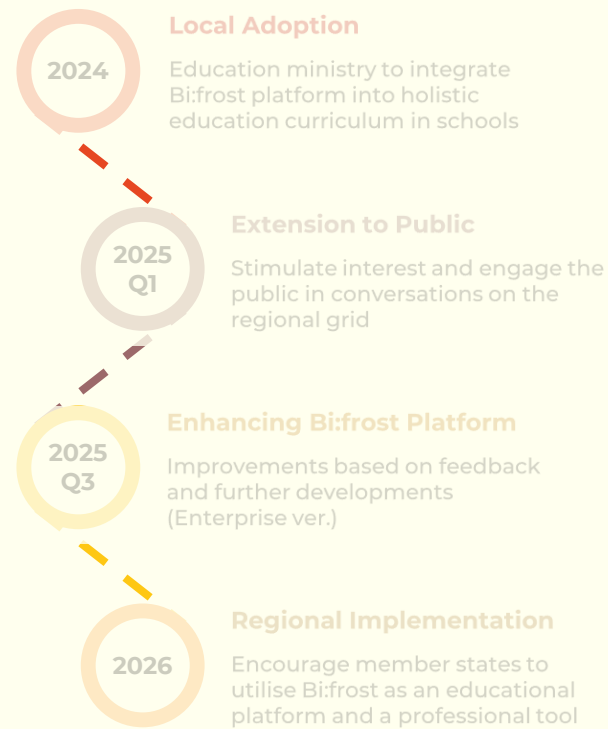 2024
Local Adoption
Education ministry to integrate
Bi:frost platform into holistic
education curriculum in schools
2025
Q1
Extension to Public
Stimulate interest and engage the
public in conversations on the
regional grid
2025
Q3
Enhancing Bi:frost Platform
Improvements based on feedback
and further developments
(Enterprise ver.)
2026
Regional Implementation
Encourage member states to
utilise Bi:frost as an educational
platform and a professional tool